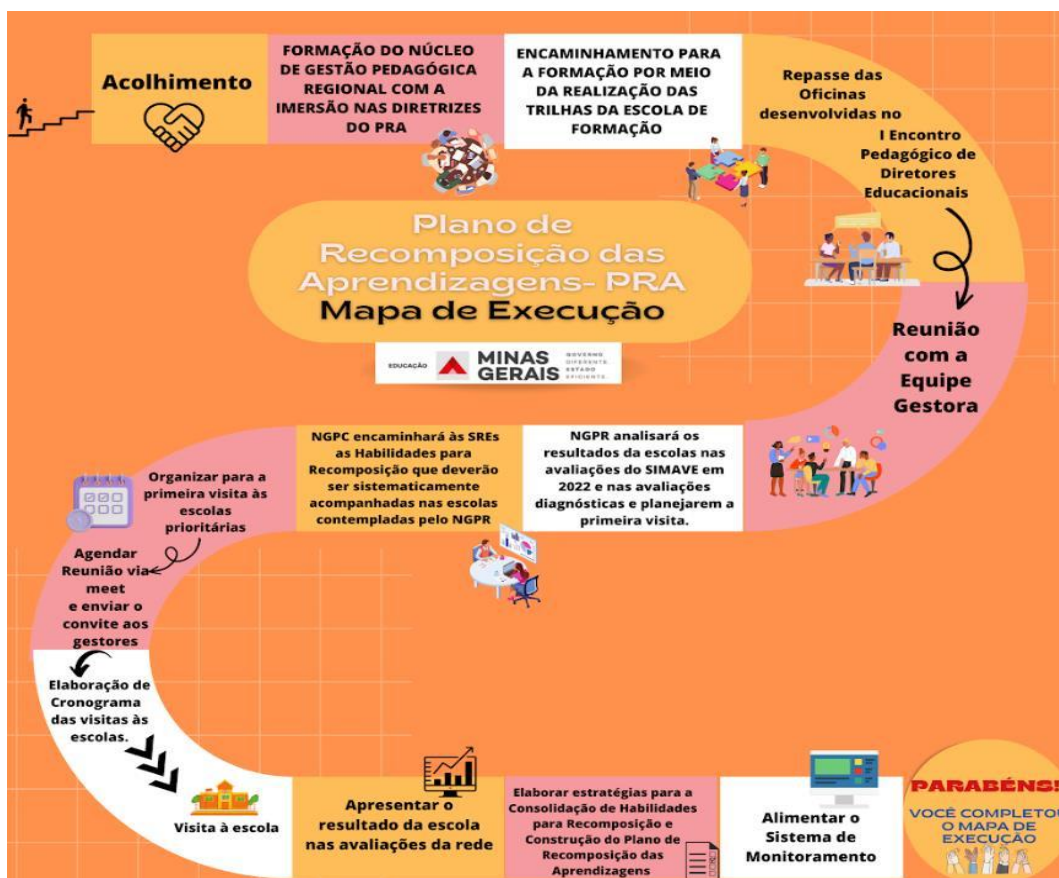 Acolhimento
FORMAÇÃO DO NÚCLEO
DE GESTÃO PEDAGÓGICA
REGIONAL COM A
IMERSÃO NAS DIRETRIZES
DO PRA
ENCAMINHAMENTO PARA
A FORMAÇÃO POR MEIO
DA REALIZAÇÃO DAS
TRILHAS DA ESCOLA DE
FORMAÇÃO
Repasse das
Oficinas
desenvolvidas no
I Encontro
Pedagógico de
Diretores
Educacionais
Plano de
Recomposição das
Aprendizagens- PRA
Mapa de Execução
EDUCAÇÃO
MINAS
GERAIS
GOVERNO
DIFERENTE.
ESTADO
EFICIENTE.
Reunião
com a
Equipe
Gestora
NGPR analisará os
resultados da escolas nas
avaliações do SIMAVE em
2022 e nas avaliações
diagnósticas e planejarem a
primeira visita.
NGPC encaminhará às SREs
as Habilidades para
Recomposição que deverão
ser sistematicamente
acompanhadas nas escolas
contempladas pelo NGPR
Organizar para a
primeira visita às
escolas
prioritárias
Agendar
Reunião via
meet
e enviar o
convite aos
gestores
Elaboração de
Cronograma
das visitas às
escolas.
Visita à escola
Apresentar o
resultado da escola
nas avaliações da rede
Elaborar estratégias para a
Consolidação de Habilidades
para Recomposição e
Construção do Plano de
Recomposição das
Aprendizagens
Alimentar o
Sistema de
Monitoramento
PARABÉNS!
VOCÊ COMPLETOU
O MAPA DE
EXECUÇÃO